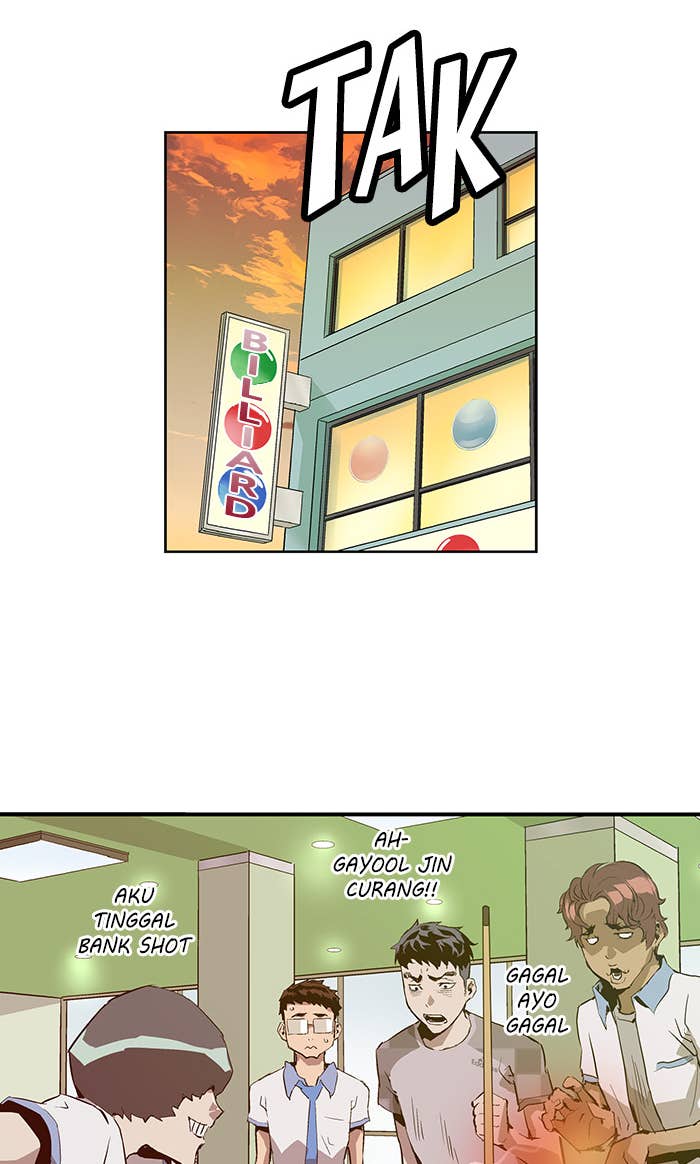 TAK
BILLIARD
AH-
GAYOOL JIN
CURANG!!
AKU
TINGGAL
BANK SHOT
GAGAL
AYO
GAGAL